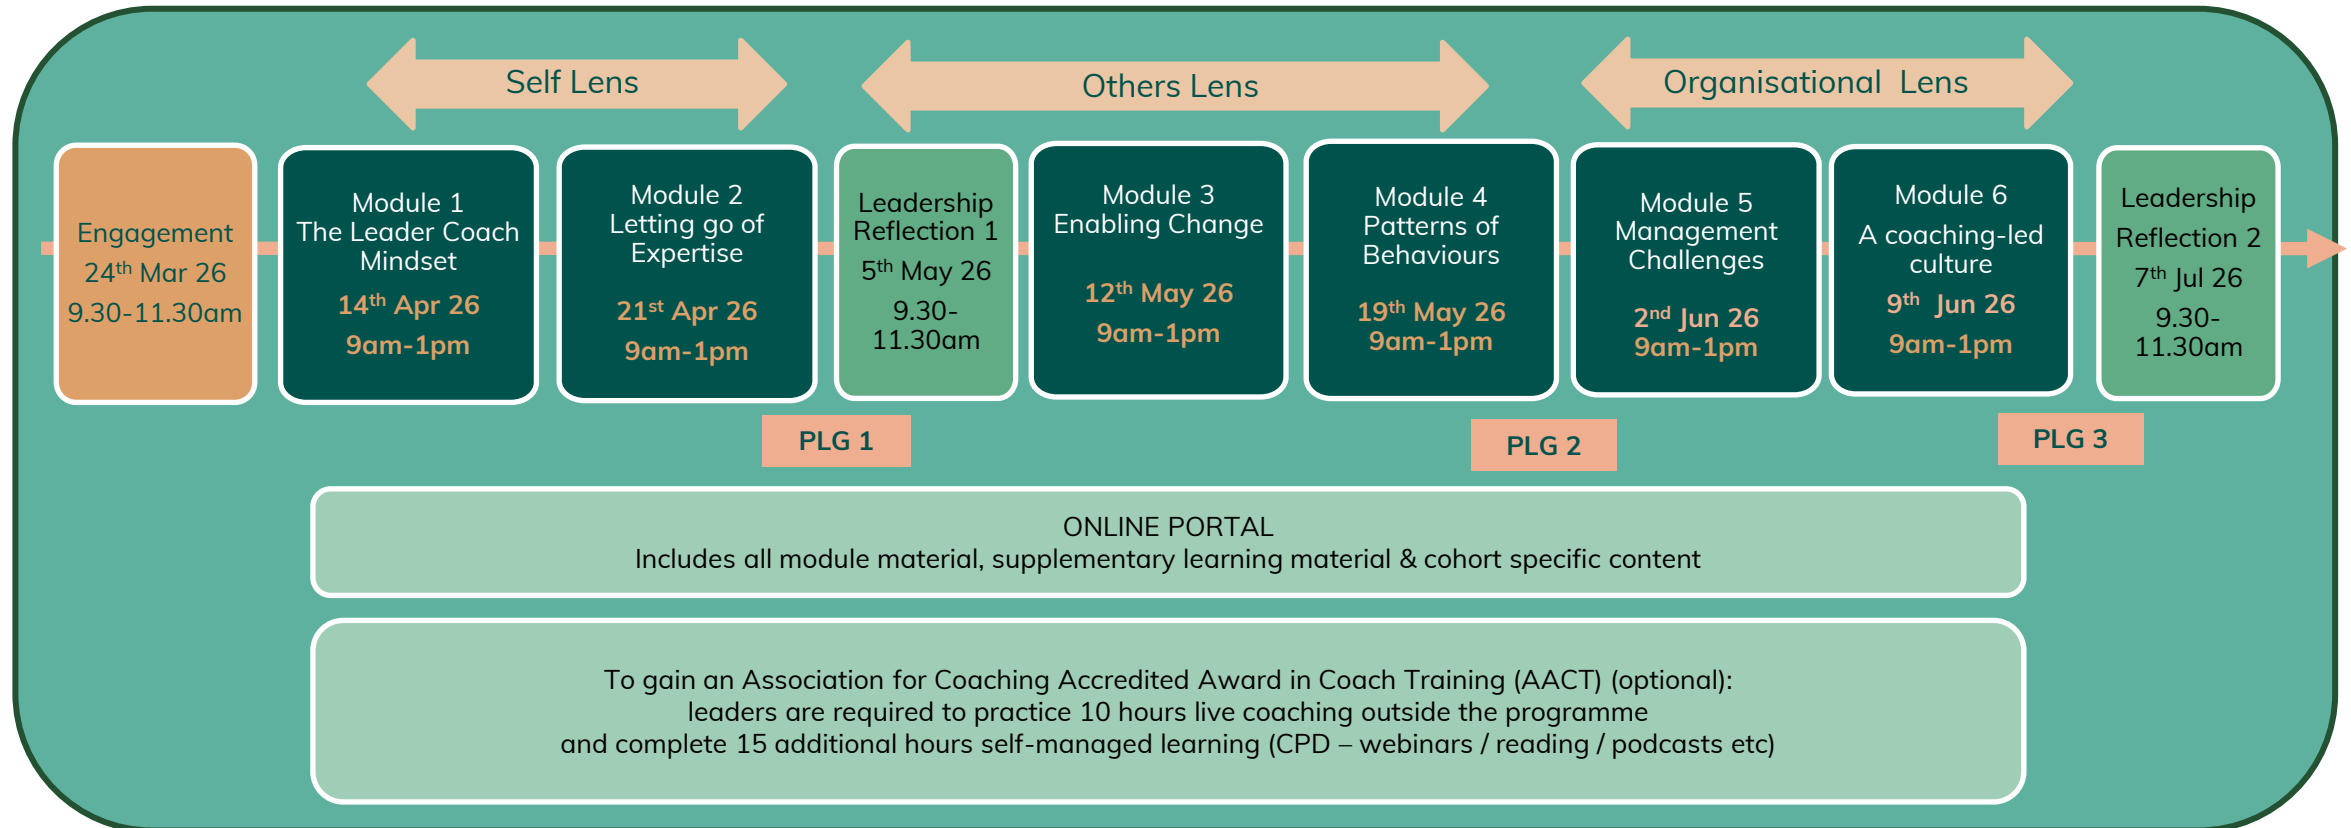 Self Lens
Others Lens
Organisational  Lens
Engagement
24th Mar 26
9.30-11.30am
Module 1
The Leader Coach
Mindset
14th Apr 26
9am-1pm
Module 2
Letting go of
Expertise
21st Apr 26
9am-1pm
Leadership
Reflection 1
5th May 26
9.30-
11.30am
Module 3
Enabling Change
12th May 26
9am-1pm
Module 4
Patterns of
Behaviours
19th May 26
9am-1pm
Module 5
Management
Challenges
2nd Jun 26
9am-1pm
Module 6
A coaching-led
culture
9th  Jun 26
9am-1pm
Leadership
Reflection 2
7th Jul 26
9.30-
11.30am
PLG 1
PLG 2
PLG 3
ONLINE PORTAL
Includes all module material, supplementary learning material & cohort specific content
To gain an Association for Coaching Accredited Award in Coach Training (AACT) (optional):
leaders are required to practice 10 hours live coaching outside the programme
and complete 15 additional hours self-managed learning (CPD – webinars / reading / podcasts etc)